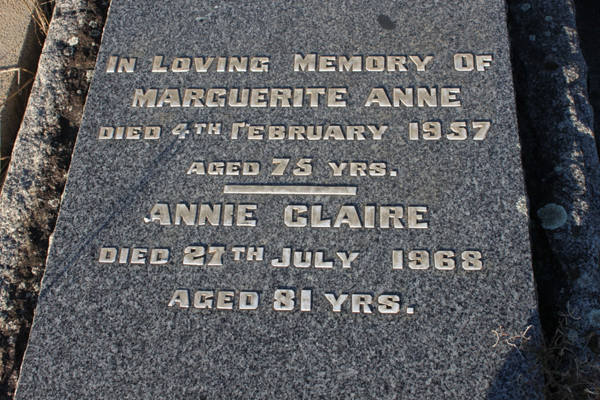 IN LOVING MEMORY OF
MARGUERITE ANNE
DIED 4TH FEBRUARY 1957
AGED 75 YRS.
ANNIE CLAIRE
DIED 27TH JULY 1968
AGED 81 YRS.